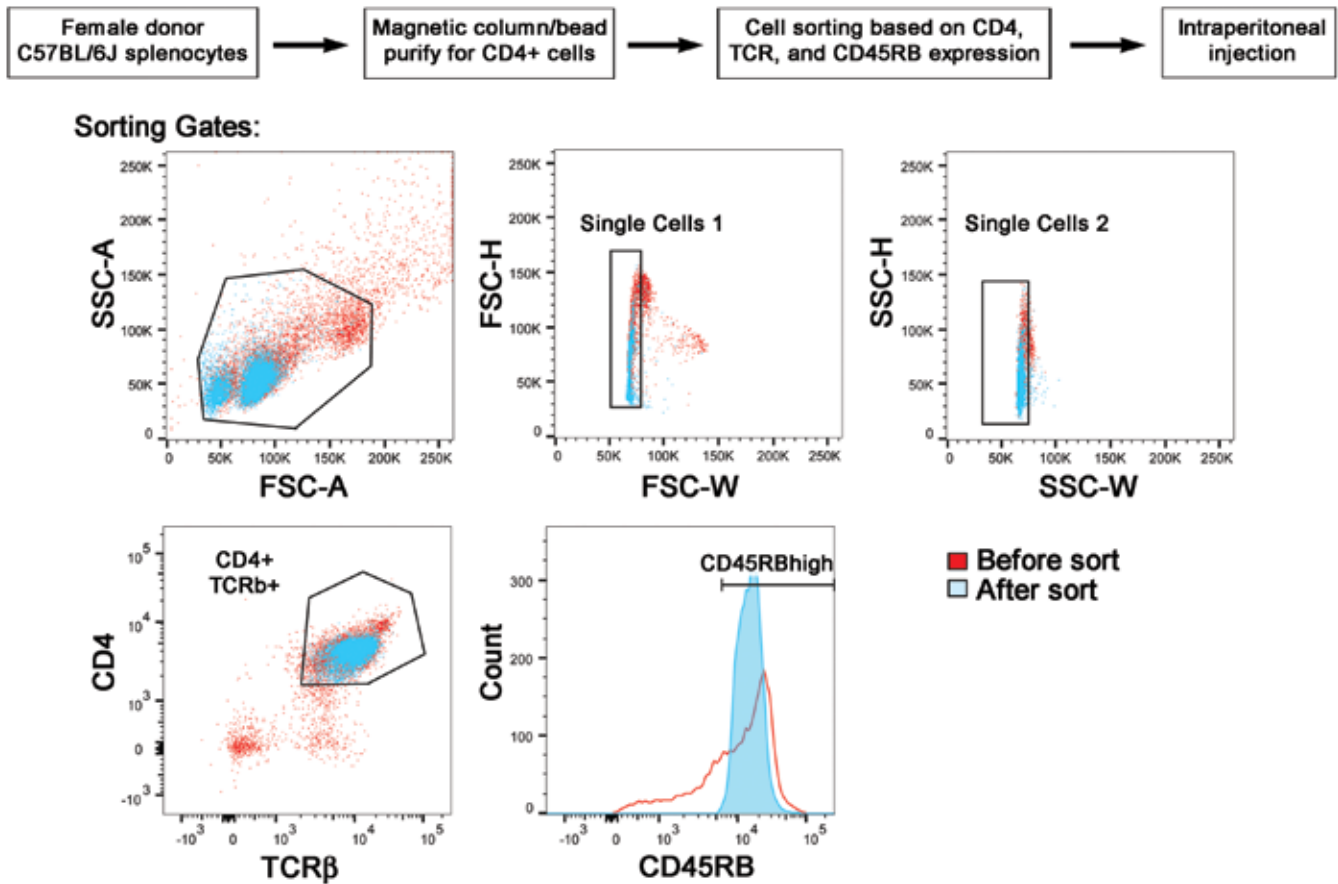 Female donor
C57BL/6J splenocytes
Magnetic column/bead
purify for CD4+ cells
Cell sorting based on CD4,
TCR, and CD45RB expression
Intraperitoneal
injection
Sorting Gates:
250K
200K
150K
100K
50K
0
SSC-A
0
50K
100K
150K
200K
250K
FSC-A
Single Cells 1
250K
200K
150K
100K
50K
0
FSC-H
0
50K
100K
150K
200K
250K
FSC-W
Single Cells 2
250K
200K
150K
100K
50K
0
SSC-H
0
50K
100K
150K
200K
250K
SSC-W
CD4+
TCRb+
10^5
10^4
10^3
0
-10^3
CD4
-10^3
0
10^3
10^4
10^5
TCRβ
CD45RBhigh
300
200
100
0
Count
-10^3
0
10^3
10^4
10^5
CD45RB
Before sort
After sort